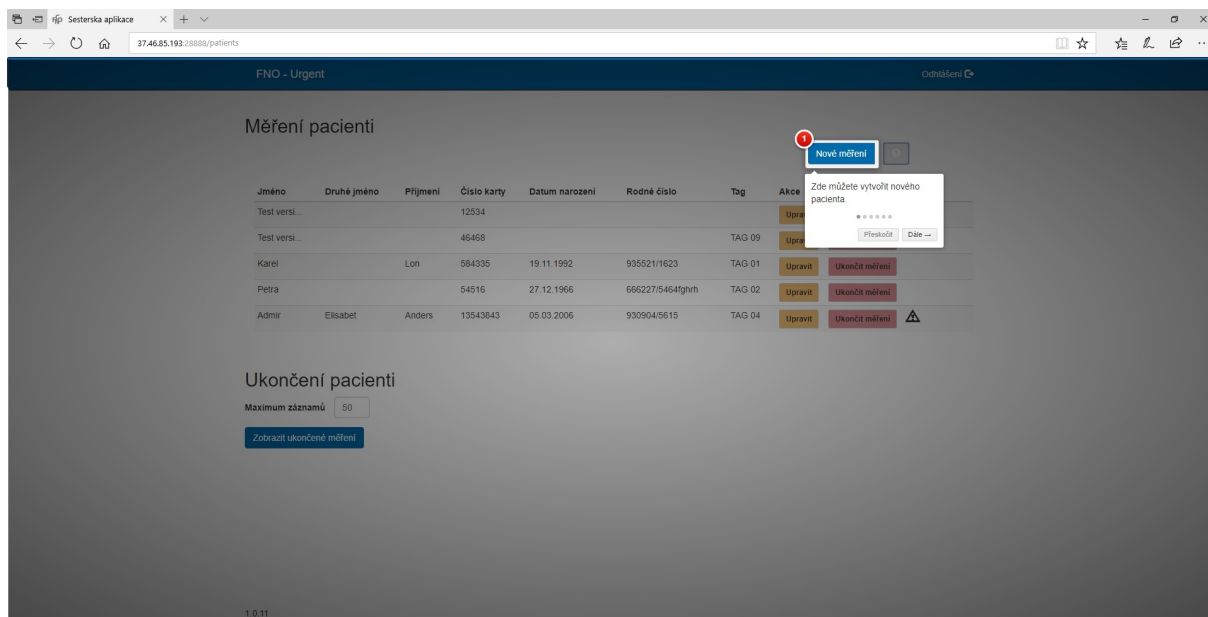 Sesterska aplikace
37.46.85.193:28888/patients
FNO - Urgent
Odhlášení
Měření pacienti
1
Nové měření
Zde můžete vytvořit nového
pacienta.
Přeskočit Dále →
Jméno Druhé jméno Příjmení Číslo karty Datum narození Rodné číslo Tag Akce
Test versi... 12534
Test versi... 46468 TAG 09
Karel Lon 584335 19.11.1992 935521/1623 TAG 01 Upravit Ukončit měření
Petra 54516 27.12.1966 666227/5464fghrh TAG 02 Upravit Ukončit měření
Admir Elisabet Anders 13543843 05.03.2006 930904/5615 TAG 04 Upravit Ukončit měření
Ukončení pacienti
Maximum záznamů 50
Zobrazit ukončené měření
1.0.11